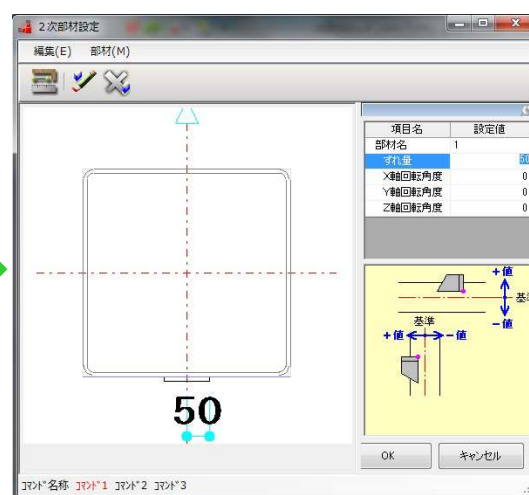 2次部材設定
編集(E) 部材(M)
項目名 設定値
部材名 1
ずれ量 50
X軸回転角度 0
Y軸回転角度 0
Z軸回転角度 0
50
+値
基準
-値
基準
+値 -値
OK キャンセル
ｺﾏﾝﾄﾞ名称 ｺﾏﾝﾄﾞ1 ｺﾏﾝﾄﾞ2 ｺﾏﾝﾄﾞ3